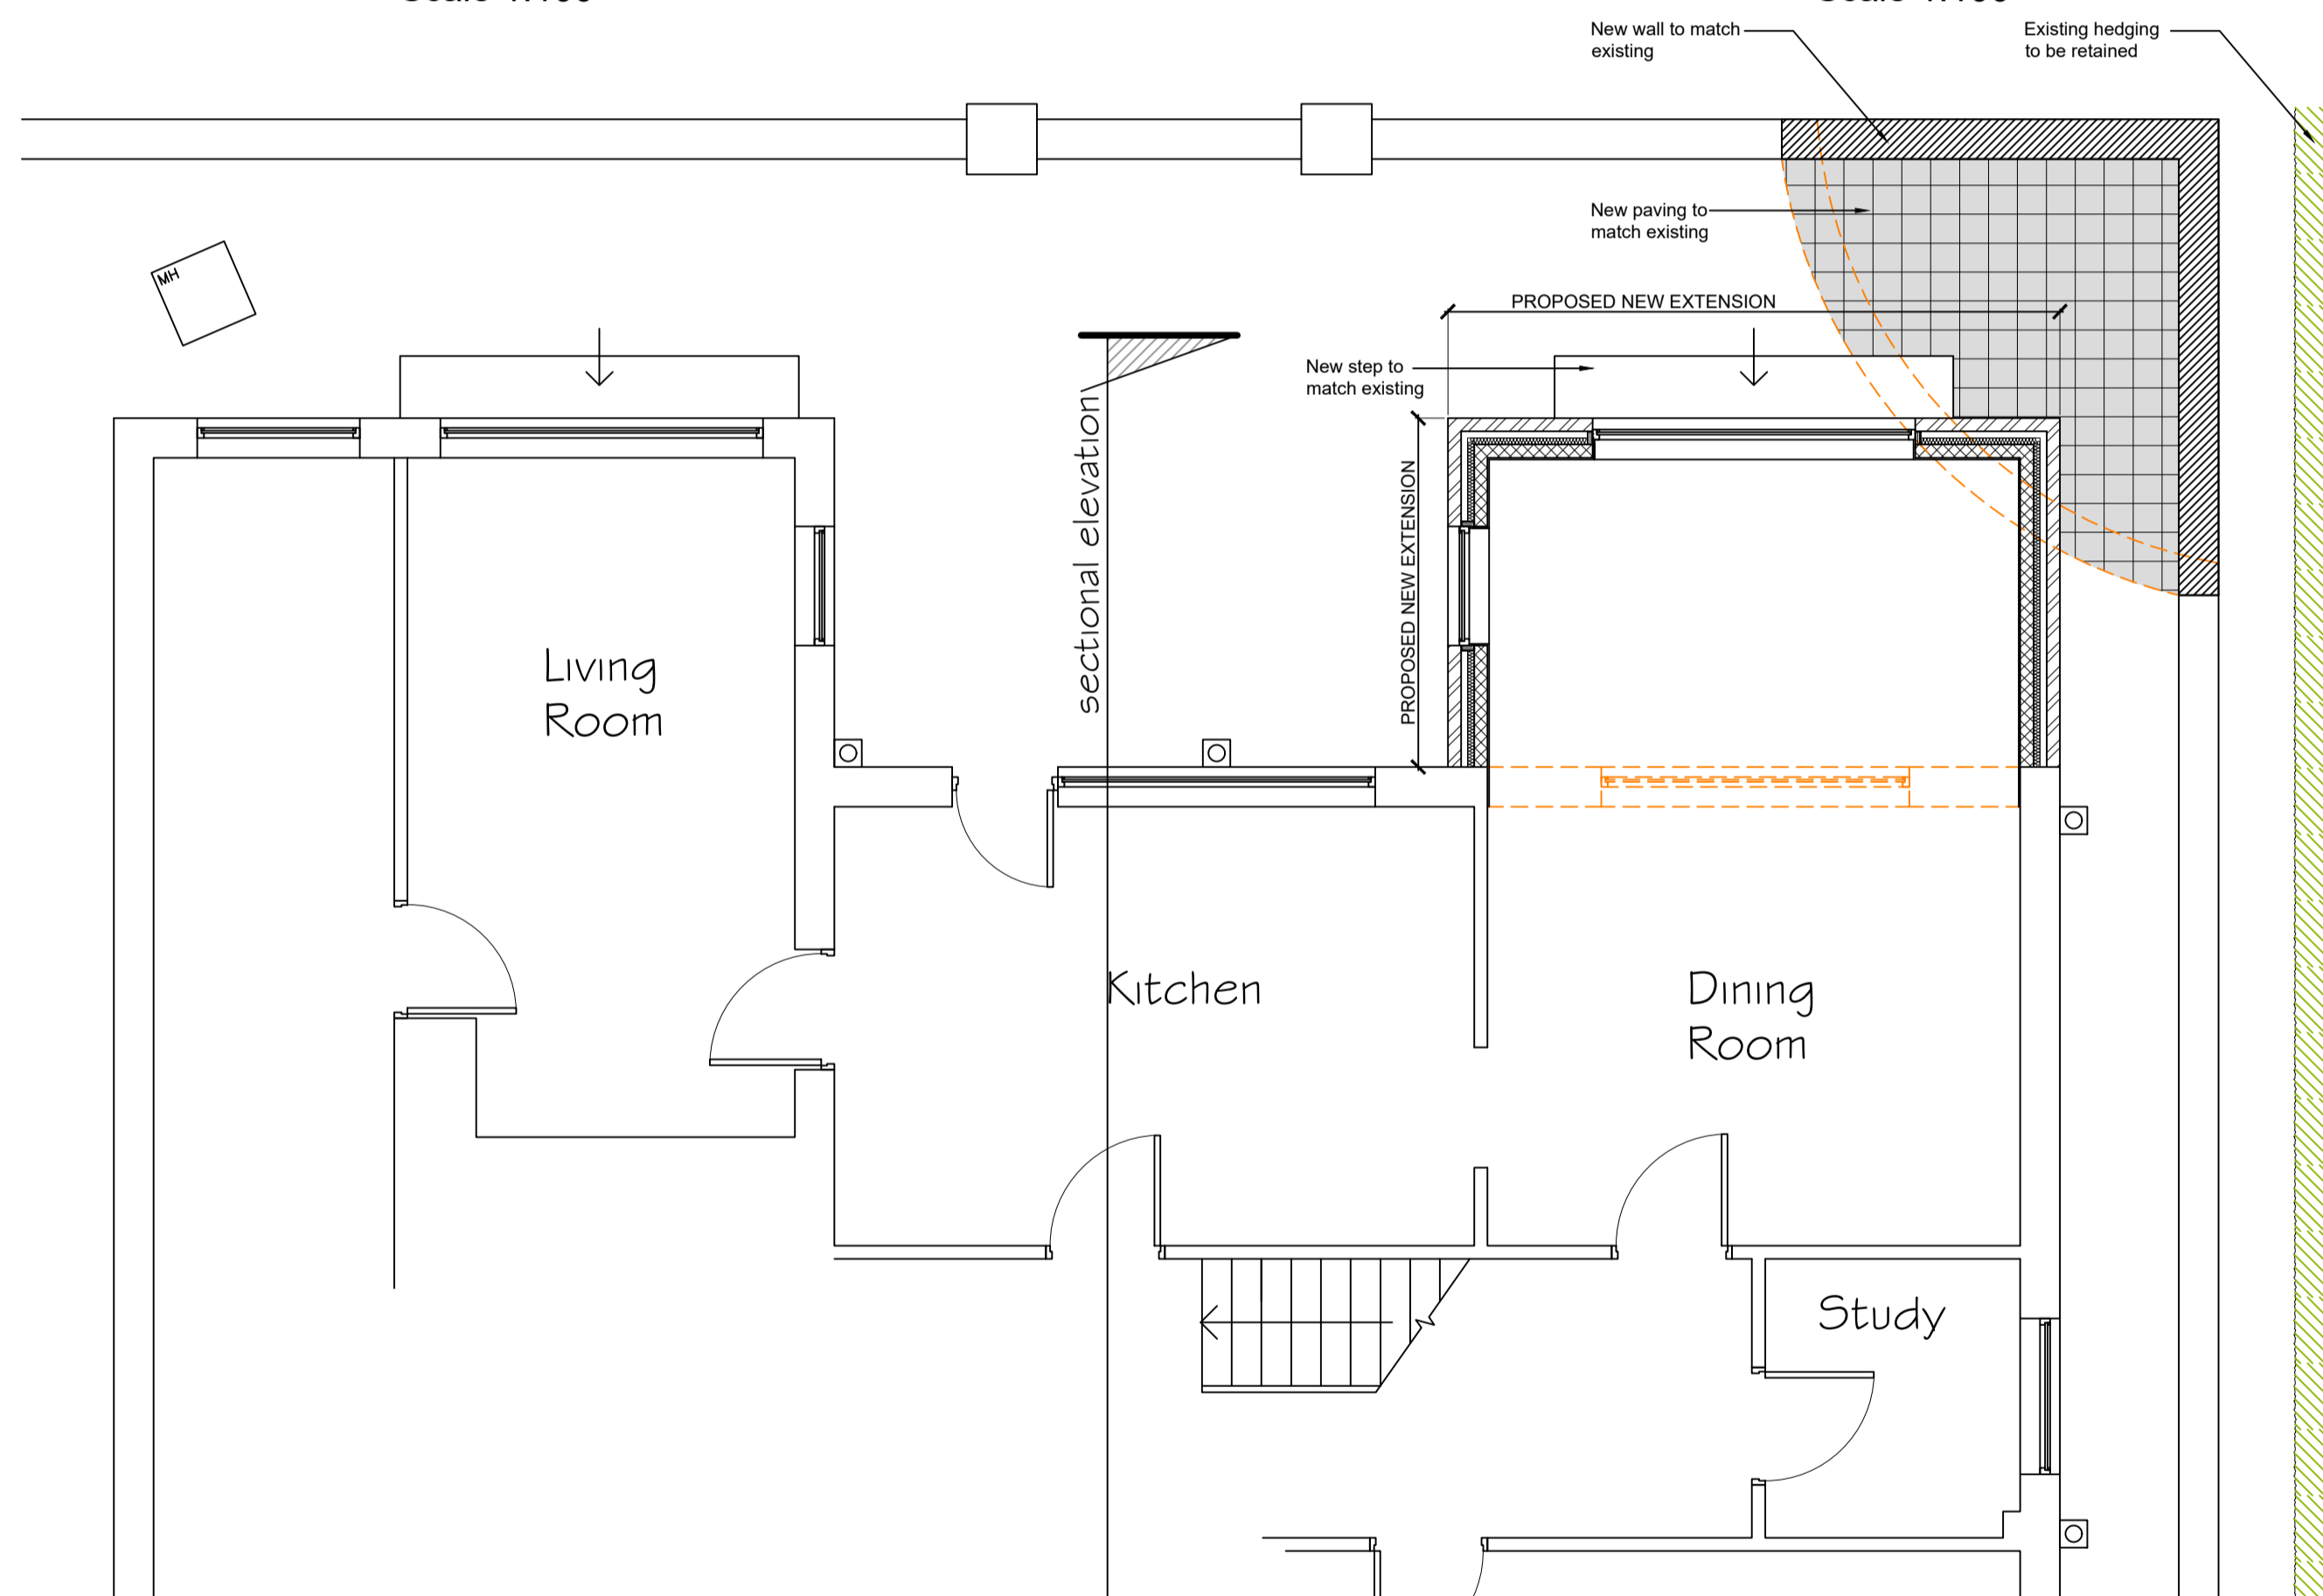 New wall to match
existing
Existing hedging
to be retained
New paving to
match existing
MH
PROPOSED NEW EXTENSION
New step to
match existing
sectional elevation
PROPOSED NEW EXTENSION
Living
Room
Kitchen
Dining
Room
Study